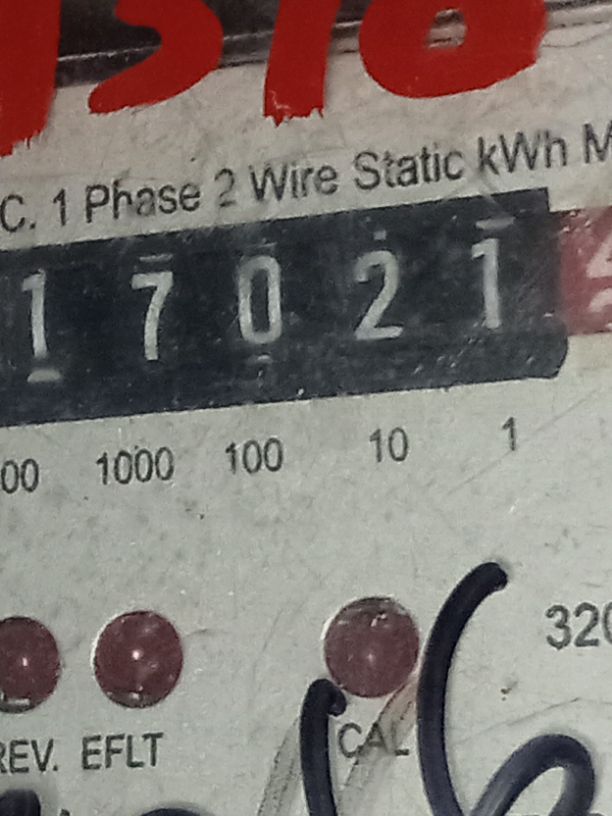 C. 1 Phase 2 Wire Static kWh M
1 7 0 2 1
00 1000 100 10 1
320
REV. EFLT CAL
16